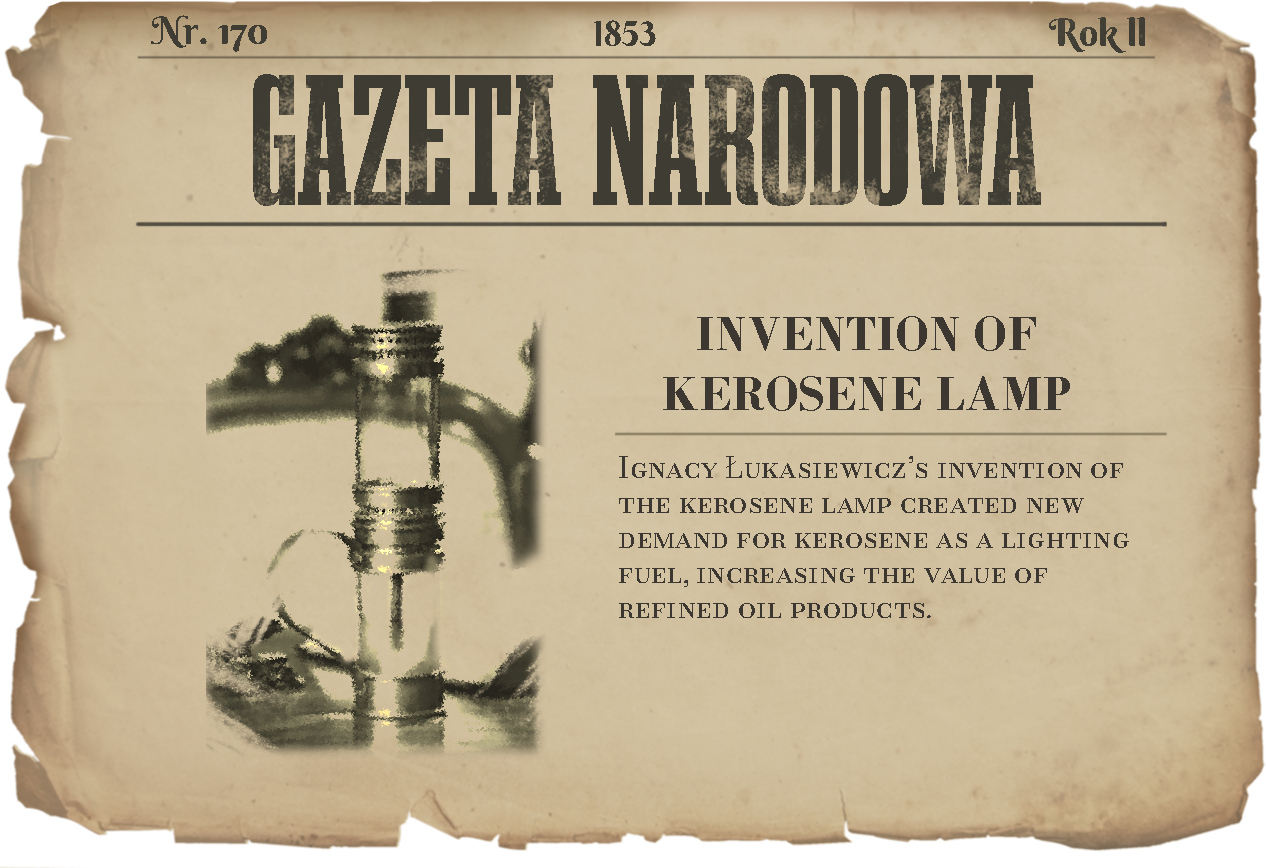 Nr. 170 1853 Rok II
GAZETA NARODOWA
INVENTION OF
KEROSENE LAMP
Ignacy Łukasiewicz's invention of
the kerosene lamp created new
demand for kerosene as a lighting
fuel, increasing the value of
refined oil products.